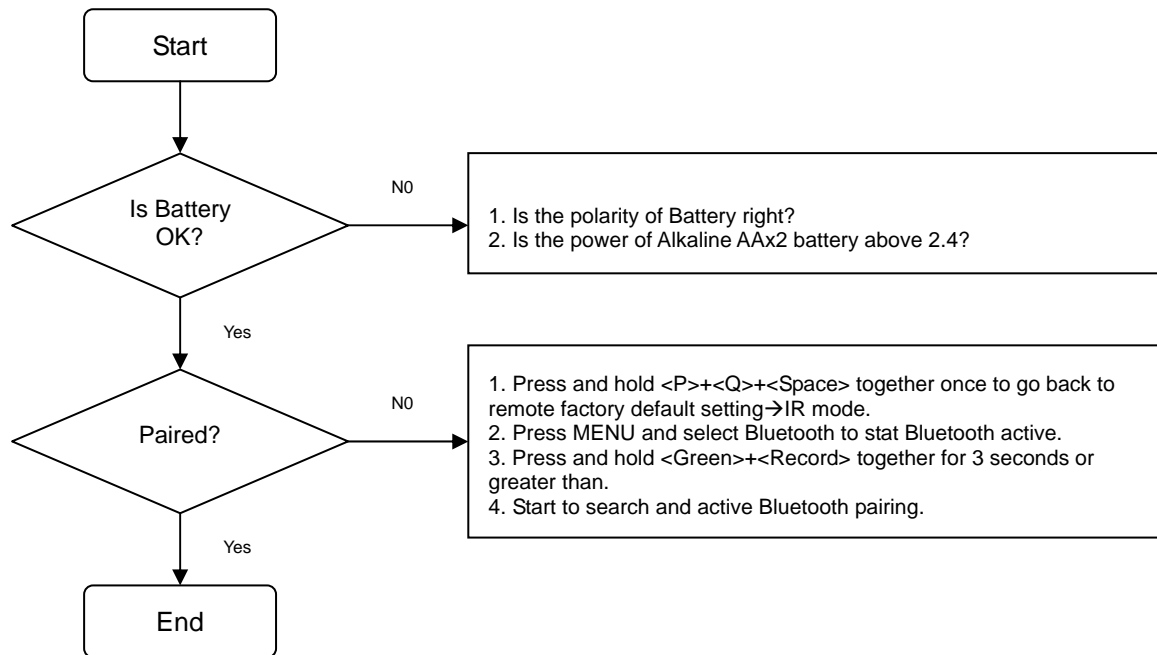 Start
Is Battery
OK?
N0
1. Is the polarity of Battery right?
2. Is the power of Alkaline AAx2 battery above 2.4?
Yes
Paired?
N0
1. Press and hold <P>+<Q>+<Space> together once to go back to
remote factory default setting→IR mode.
2. Press MENU and select Bluetooth to stat Bluetooth active.
3. Press and hold <Green>+<Record> together for 3 seconds or
greater than.
4. Start to search and active Bluetooth pairing.
Yes
End